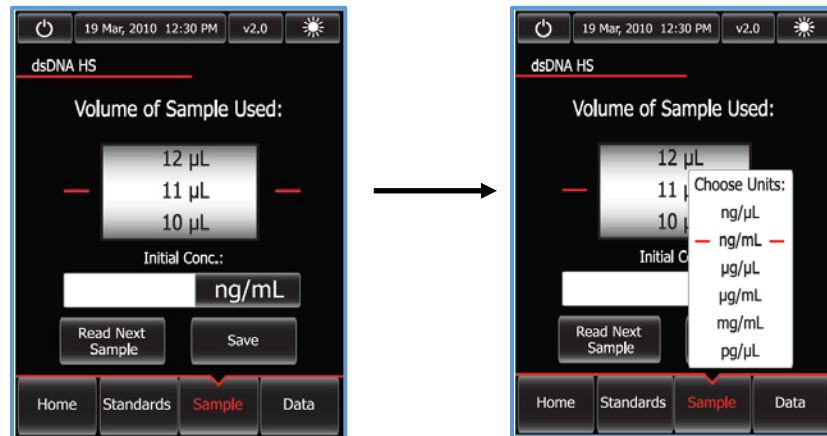 19 Mar, 2010 12:30 PM v2.0
dsDNA HS
Volume of Sample Used:
12 µL
11 µL
10 µL
Initial Conc.:
ng/mL
Read Next
Sample
Save
Home Standards Sample Data
19 Mar, 2010 12:30 PM v2.0
dsDNA HS
Volume of Sample Used:
12 µL
11 µ
10 µ
Initial C
Choose Units:
ng/µL
ng/mL
µg/µL
µg/mL
mg/mL
pg/µL
Read Next
Sample
Home Standards Sample Data